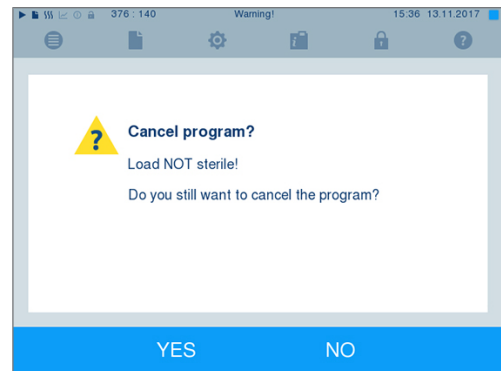 376 : 140 Warning! 15:36 13.11.2017
Cancel program?
Load NOT sterile!
Do you still want to cancel the program?
YES NO